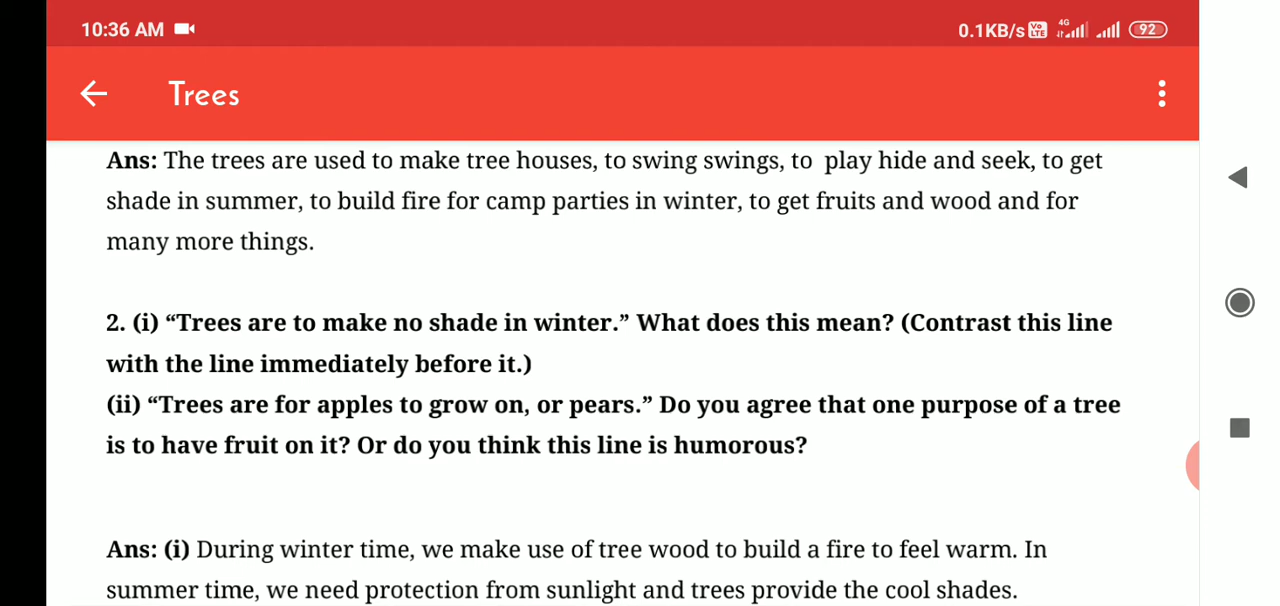 10:36 AM 0.1KB/s Vo LTE 4G 92
Trees
Ans: The trees are used to make tree houses, to swing swings, to play hide and seek, to get
shade in summer, to build fire for camp parties in winter, to get fruits and wood and for
many more things.
2. (i) “Trees are to make no shade in winter.” What does this mean? (Contrast this line
with the line immediately before it.)
(ii) “Trees are for apples to grow on, or pears.” Do you agree that one purpose of a tree
is to have fruit on it? Or do you think this line is humorous?
Ans: (i) During winter time, we make use of tree wood to build a fire to feel warm. In
summer time, we need protection from sunlight and trees provide the cool shades.